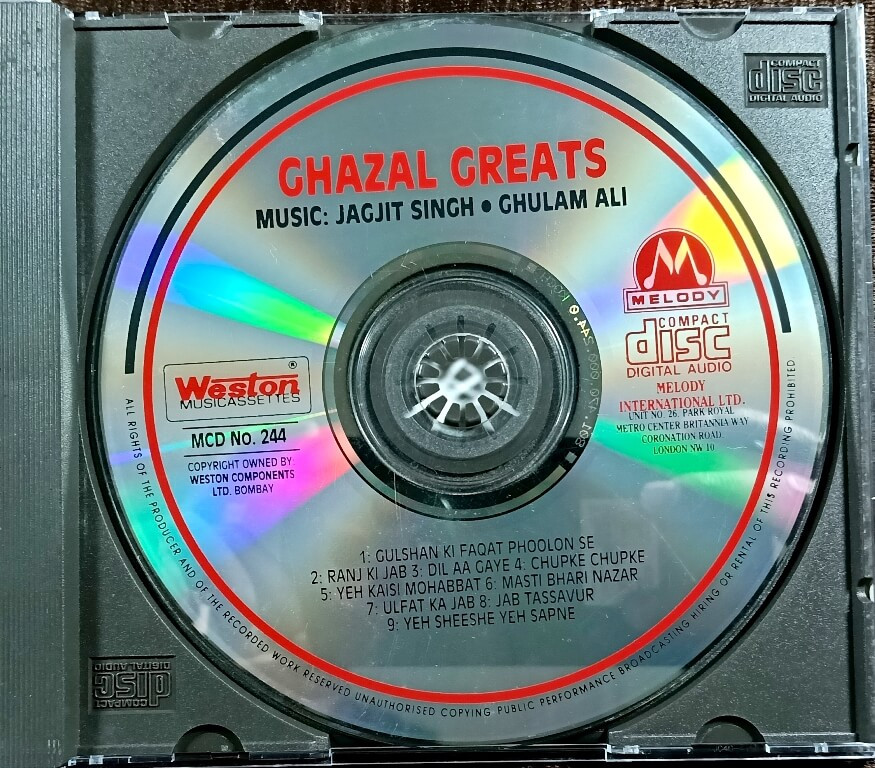 COMPACT
disc
DIGITAL AUDIO
GHAZAL GREATS
MUSIC: JAGJIT SINGH • GHULAM ALI
MELODY
COMPACT
disc
DIGITAL AUDIO
MELODY
INTERNATIONAL LTD.
UNIT NO. 26, PARK ROYAL
METRO CENTER BRITANNIA WAY
CORONATION ROAD
LONDON NW 10
Weston®
MUSICASSETTES
MCD No. 244
COPYRIGHT OWNED BY
WESTON COMPONENTS
LTD. BOMBAY
1: GULSHAN KI FAQAT PHOOLON SE
2: RANJ KI JAB 3: DIL AA GAYE 4: CHUPKE CHUPKE
5: YEH KAISI MOHABBAT 6: MASTI BHARI NAZAR
7: ULFAT KA JAB 8: JAB TASSAVUR
9: YEH SHEESHE YEH SAPNE
ALL RIGHTS OF THE PRODUCER AND OF THE RECORDED WORK RESERVED UNAUTHORISED COPYING PUBLIC PERFORMANCE BROADCASTING HIRING OR RENTAL OF THIS RECORDING PROHIBITED
COMPACT
disc
DIGITAL AUDIO